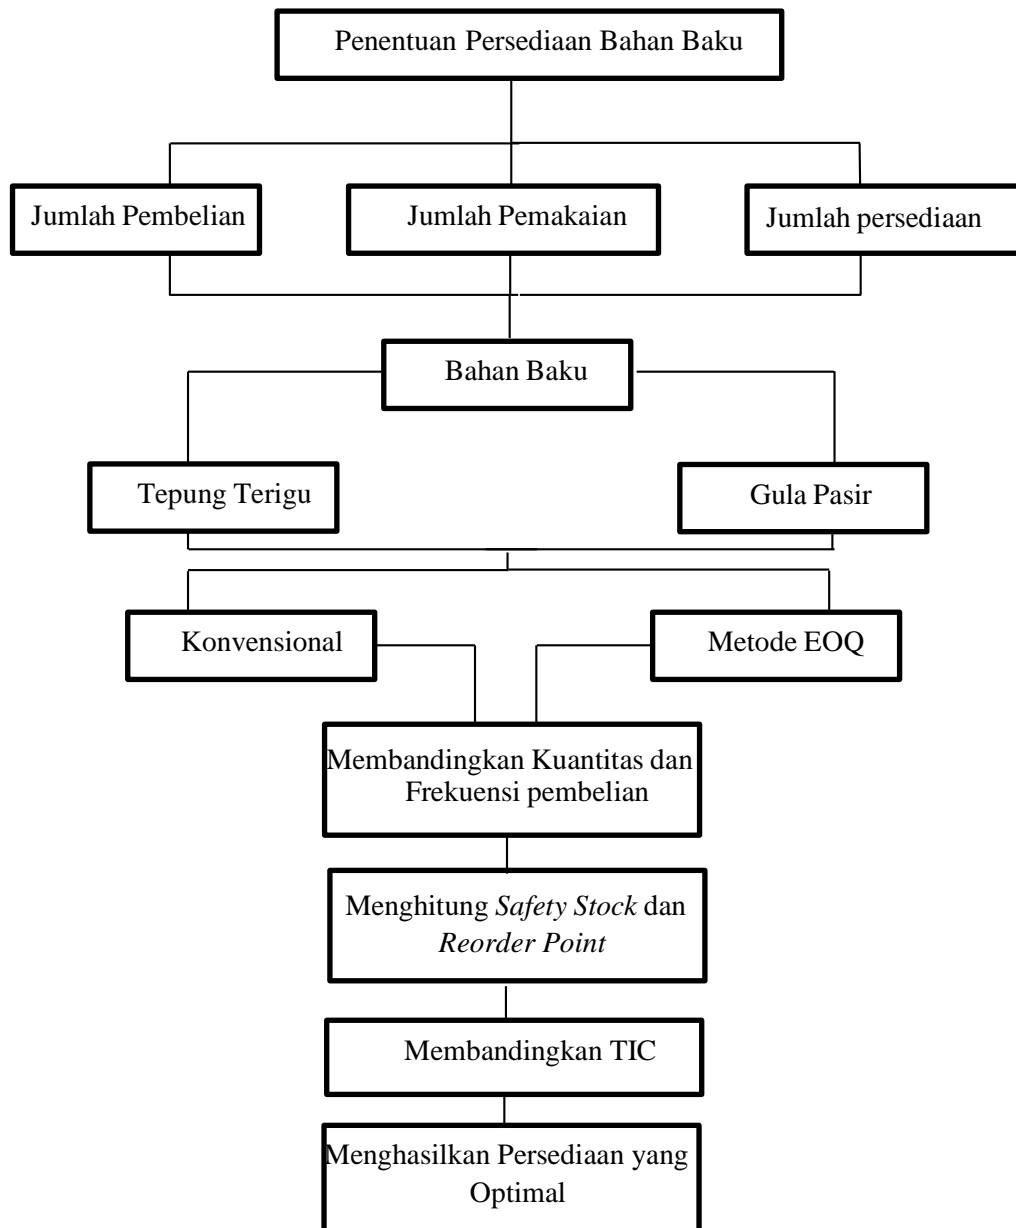 Penentuan Persediaan Bahan Baku
Jumlah Pembelian
Jumlah Pemakaian
Jumlah persediaan
Bahan Baku
Tepung Terigu
Gula Pasir
Konvensional
Metode EOQ
Membandingkan Kuantitas dan
Frekuensi pembelian
Menghitung Safety Stock dan
Reorder Point
Membandingkan TIC
Menghasilkan Persediaan yang
Optimal